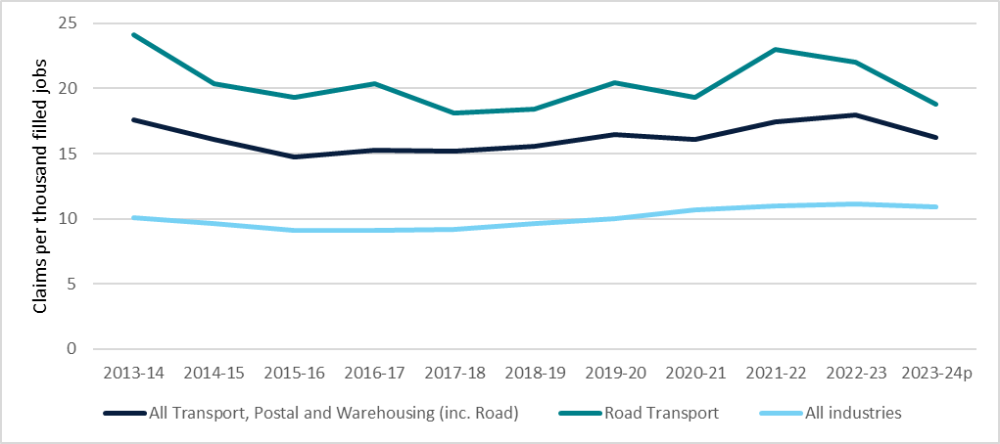 Claims per thousand filled jobs
25
20
15
10
5
0
2013-14 2014-15 2015-16 2016-17 2017-18 2018-19 2019-20 2020-21 2021-22 2022-23 2023-24p
All Transport, Postal and Warehousing (inc. Road) Road Transport All industries